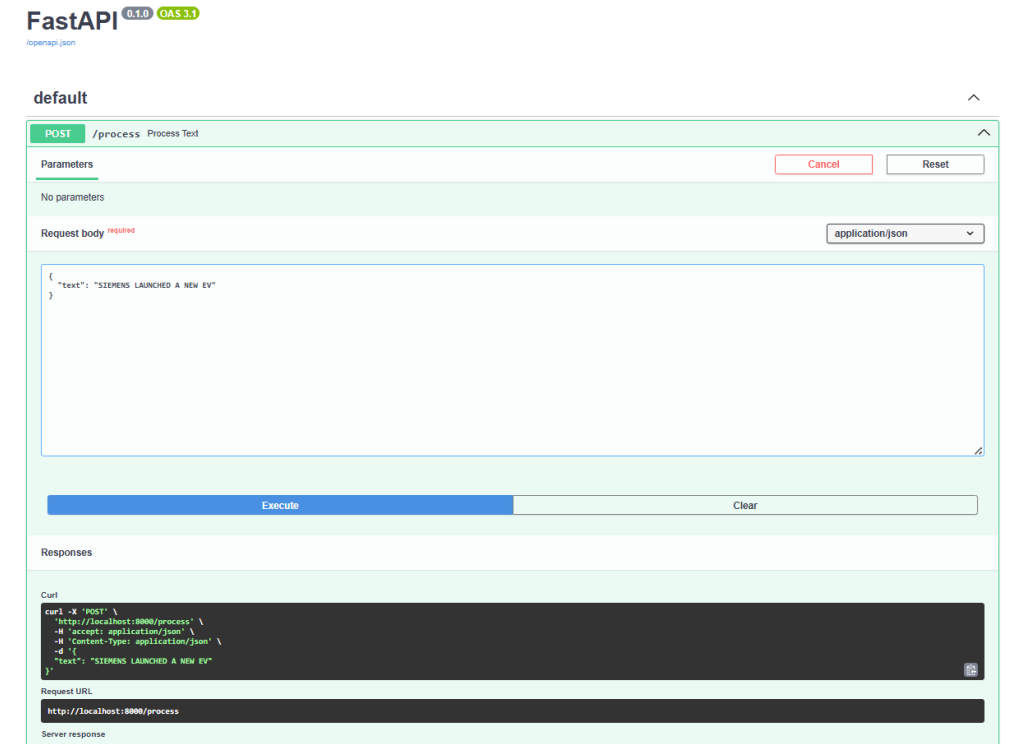 FastAPI 0.1.0 OAS 3.1
/openapi.json
default
POST /process Process Text
Parameters
Cancel
Reset
No parameters
Request body required
application/json
{
  "text": "SIEMENS LAUNCHED A NEW EV"
}
Execute
Clear
Responses
Curl
curl -X 'POST' \
  'http://localhost:8000/process' \
  -H 'accept: application/json' \
  -H 'Content-Type: application/json' \
  -d '{
  "text": "SIEMENS LAUNCHED A NEW EV"
}'
Request URL
http://localhost:8000/process
Server response